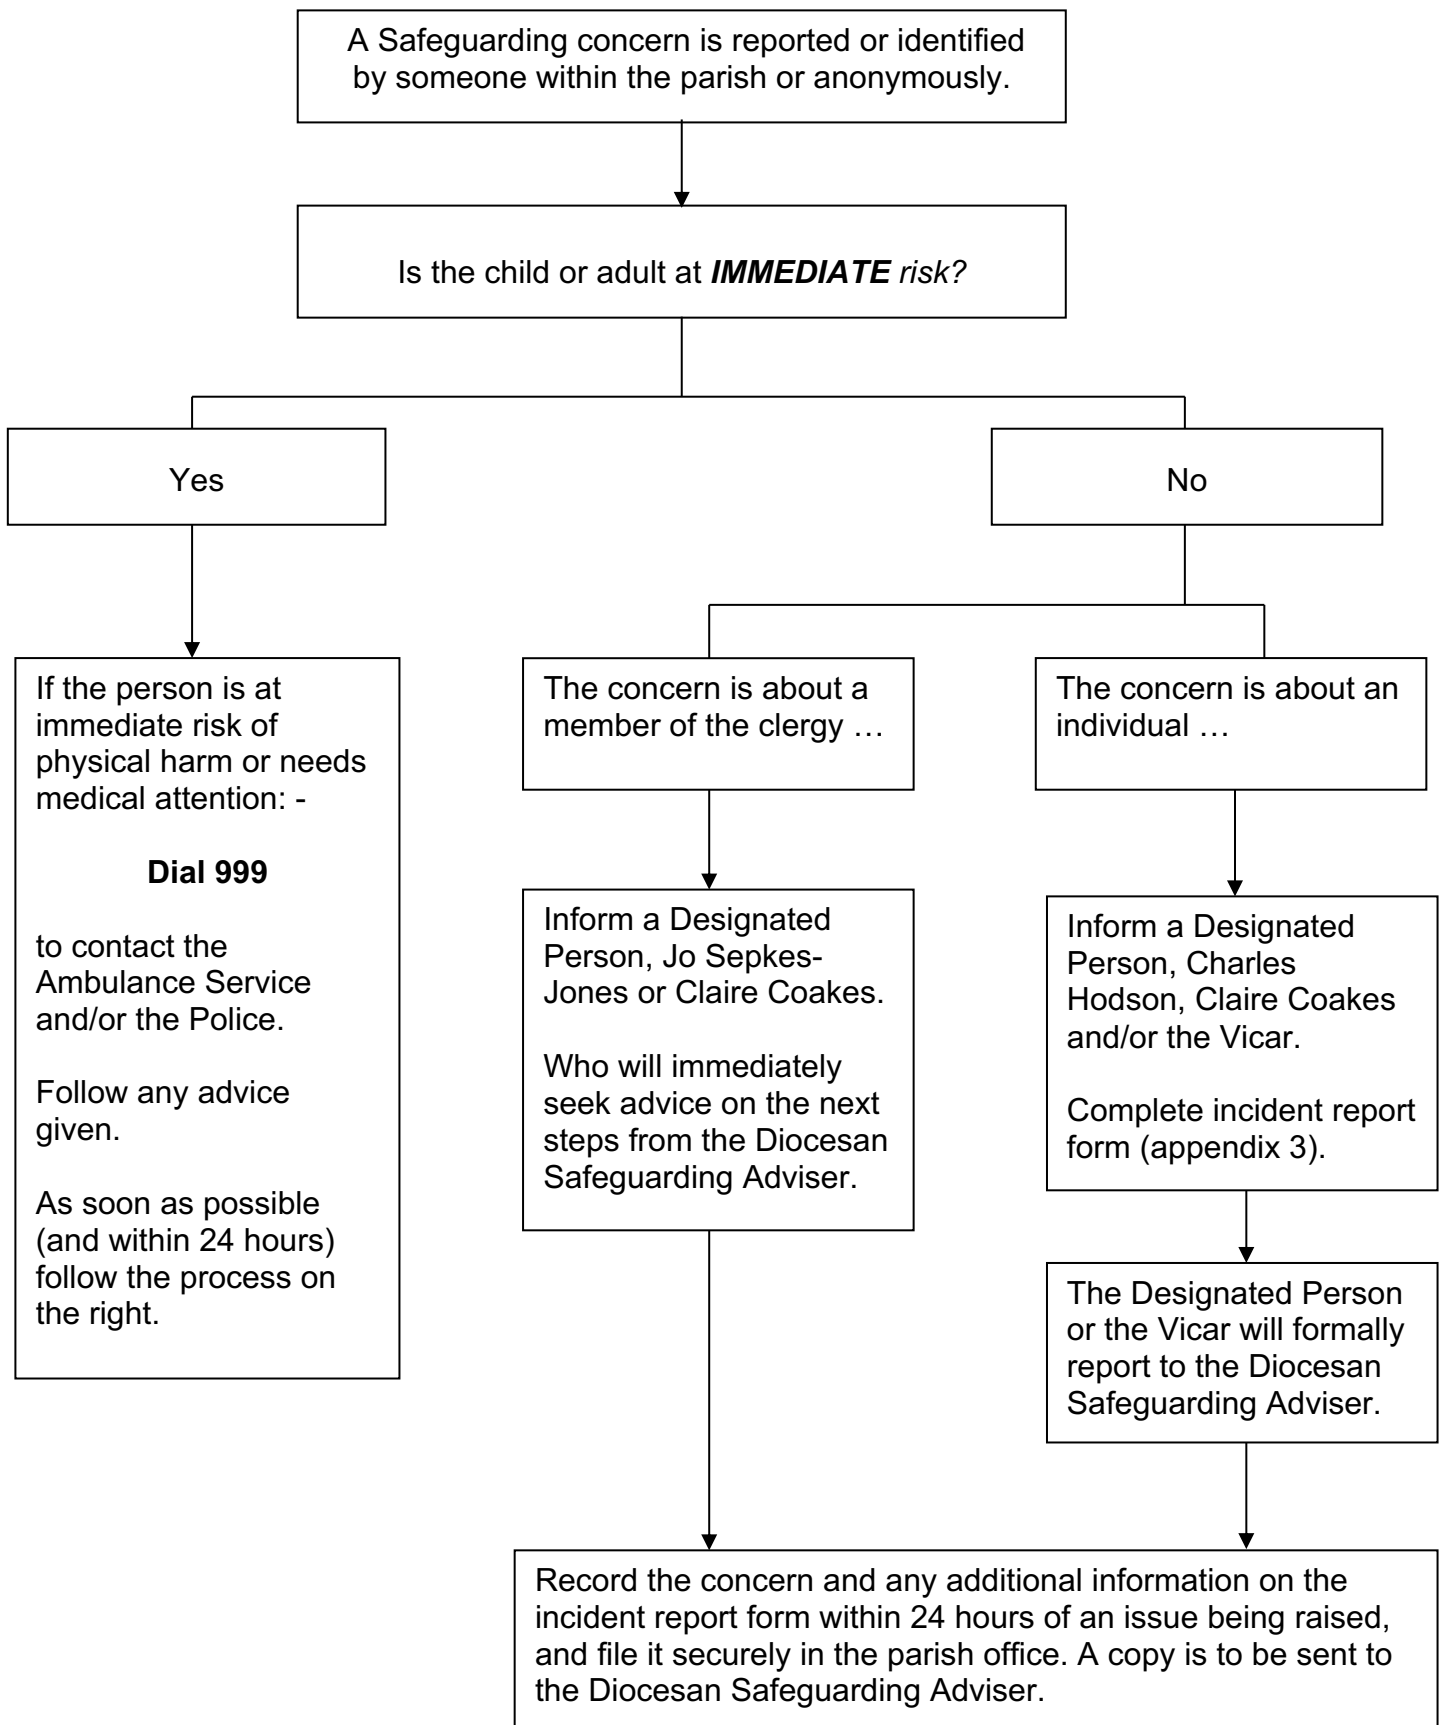 A Safeguarding concern is reported or identified
by someone within the parish or anonymously.
Is the child or adult at IMMEDIATE risk?
Yes
No
If the person is at
immediate risk of
physical harm or needs
medical attention: -
Dial 999
to contact the
Ambulance Service
and/or the Police.
Follow any advice
given.
As soon as possible
(and within 24 hours)
follow the process on
the right.
The concern is about a
member of the clergy …
Inform a Designated
Person, Jo Sepkes-
Jones or Claire Coakes.
Who will immediately
seek advice on the next
steps from the Diocesan
Safeguarding Adviser.
The concern is about an
individual …
Inform a Designated
Person, Charles
Hodson, Claire Coakes
and/or the Vicar.
Complete incident report
form (appendix 3).
The Designated Person
or the Vicar will formally
report to the Diocesan
Safeguarding Adviser.
Record the concern and any additional information on the
incident report form within 24 hours of an issue being raised,
and file it securely in the parish office. A copy is to be sent to
the Diocesan Safeguarding Adviser.